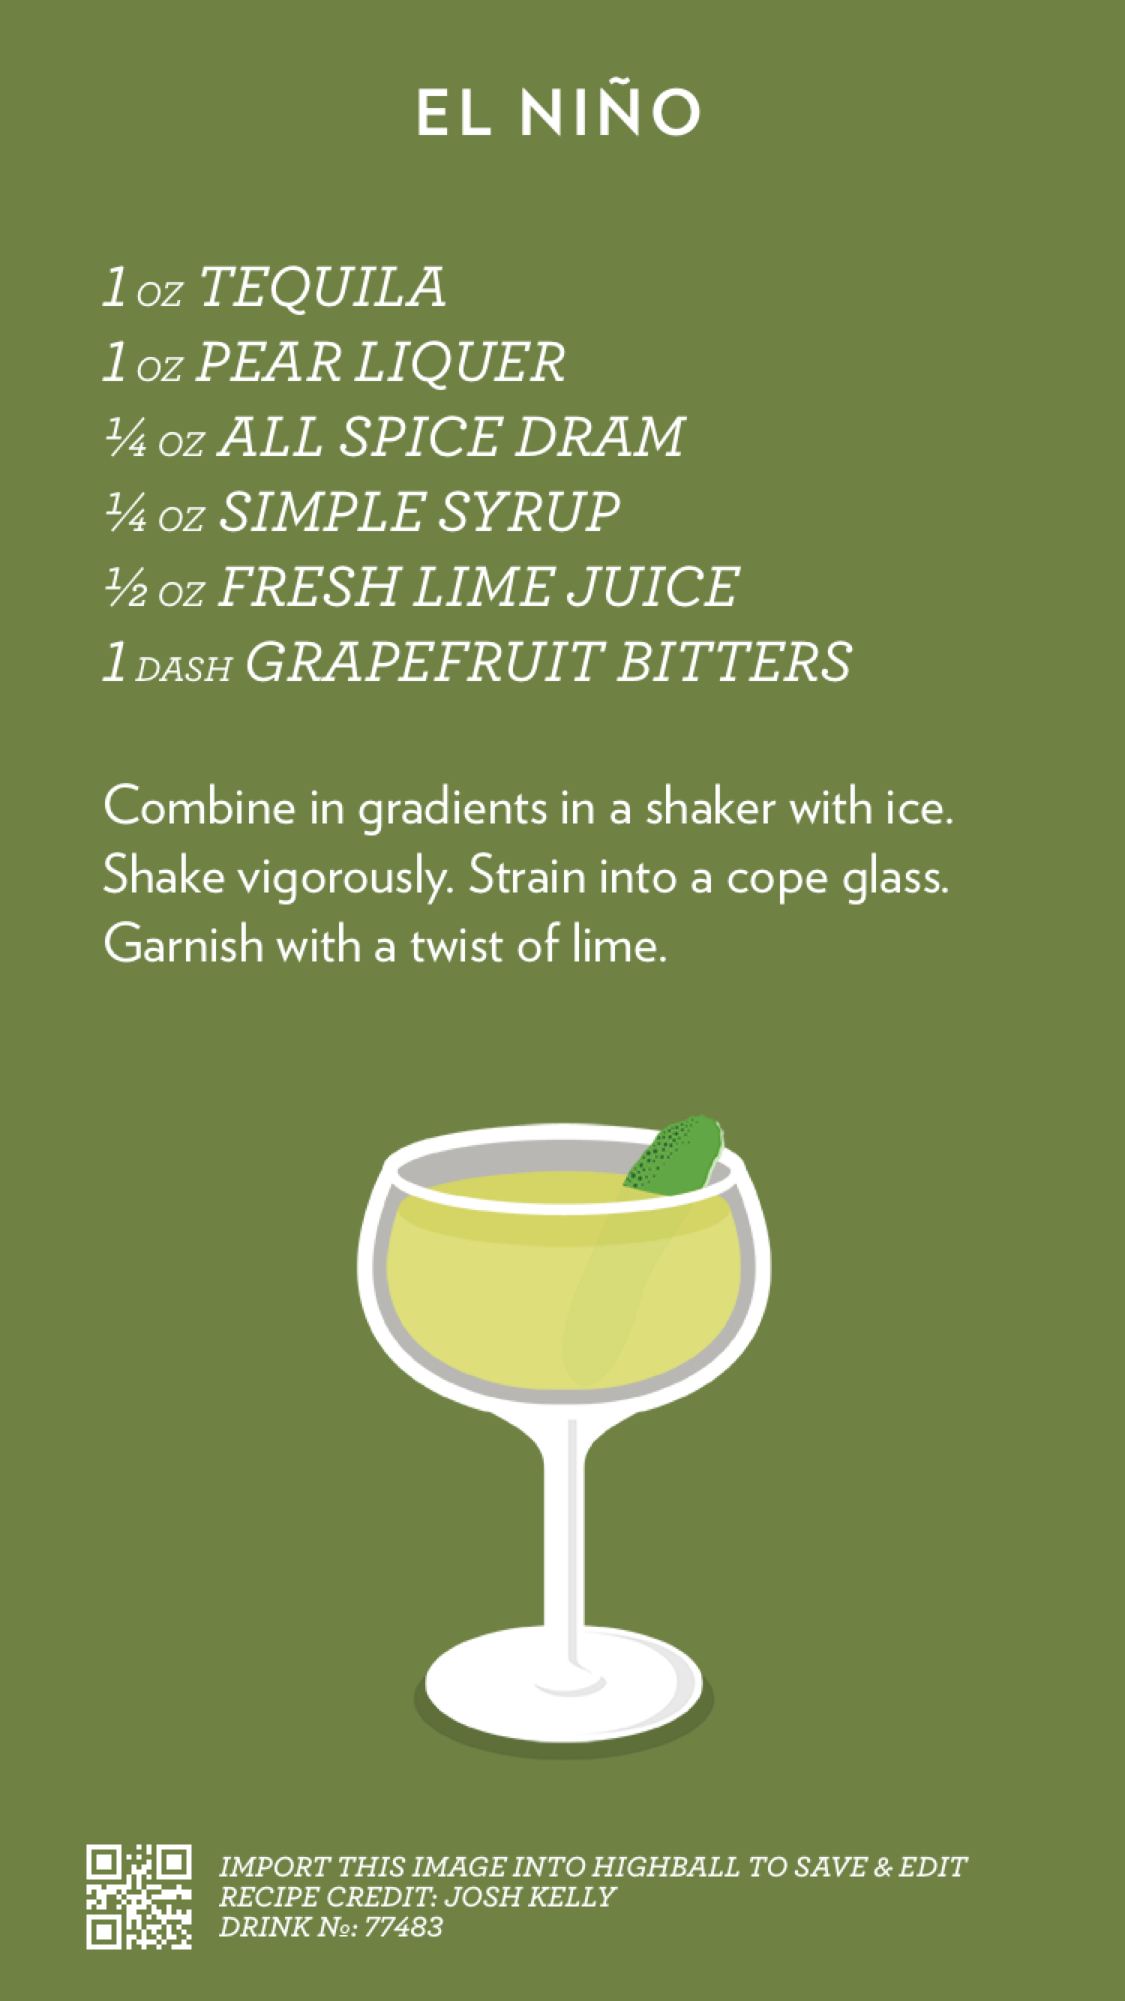 EL NIÑO
1 OZ TEQUILA
1 OZ PEAR LIQUER
¼ OZ ALL SPICE DRAM
¼ OZ SIMPLE SYRUP
½ OZ FRESH LIME JUICE
1 DASH GRAPEFRUIT BITTERS
Combine in gradients in a shaker with ice.
Shake vigorously. Strain into a cope glass.
Garnish with a twist of lime.
IMPORT THIS IMAGE INTO HIGHBALL TO SAVE & EDIT
RECIPE CREDIT: JOSH KELLY
DRINK №: 77483